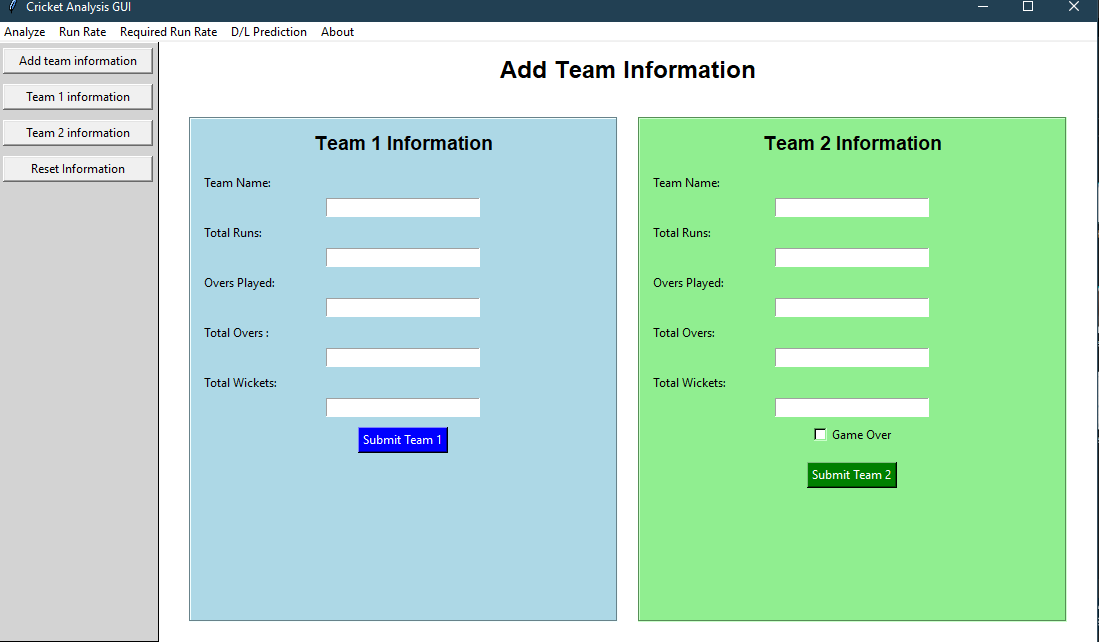 Cricket Analysis GUI
Analyze Run Rate Required Run Rate D/L Prediction About
Add team information
Team 1 information
Team 2 information
Reset Information
Add Team Information
Team 1 Information
Team Name:
Total Runs:
Overs Played:
Total Overs :
Total Wickets:
Submit Team 1
Team 2 Information
Team Name:
Total Runs:
Overs Played:
Total Overs:
Total Wickets:
Game Over
Submit Team 2